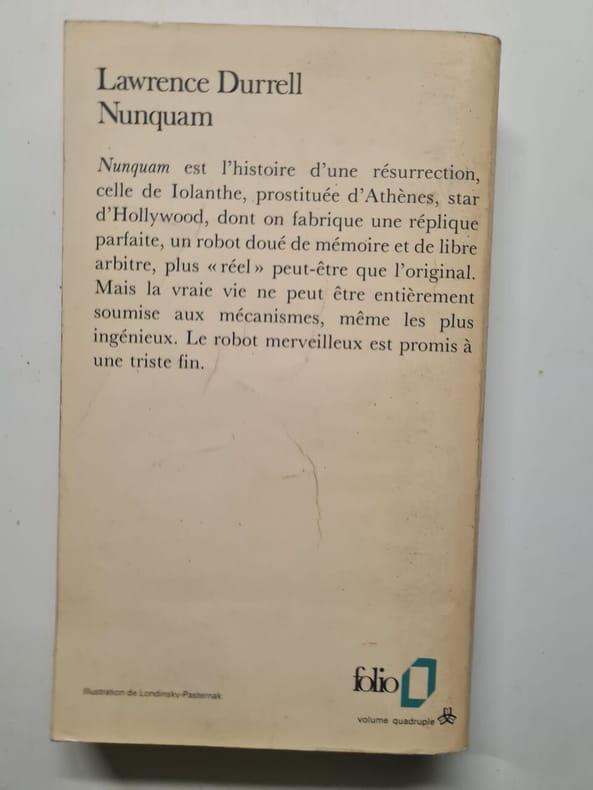 Lawrence Durrell
Nunquam
Nunquam est l'histoire d'une résurrection,
celle de Iolanthe, prostituée d'Athènes, star
d'Hollywood, dont on fabrique une réplique
parfaite, un robot doué de mémoire et de libre
arbitre, plus « réel » peut-être que l'original.
Mais la vraie vie ne peut être entièrement
soumise aux mécanismes, même les plus
ingénieux. Le robot merveilleux est promis à
une triste fin.
folio
Illustration de Londinsky-Pasternak
volume quadruple